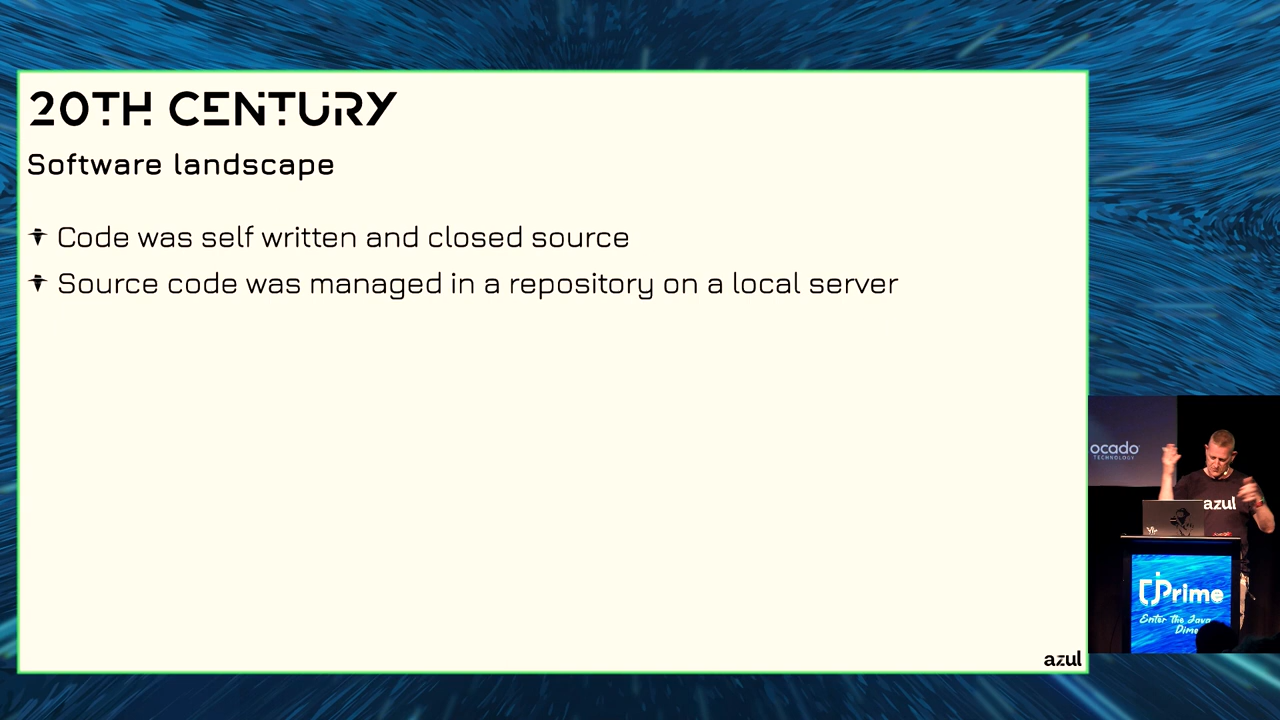 20TH CENTURY
Software landscape
Code was self written and closed source
Source code was managed in a repository on a local server
azul
ocado
TECHNOLOGY
azul
jPrime
Enter The Java